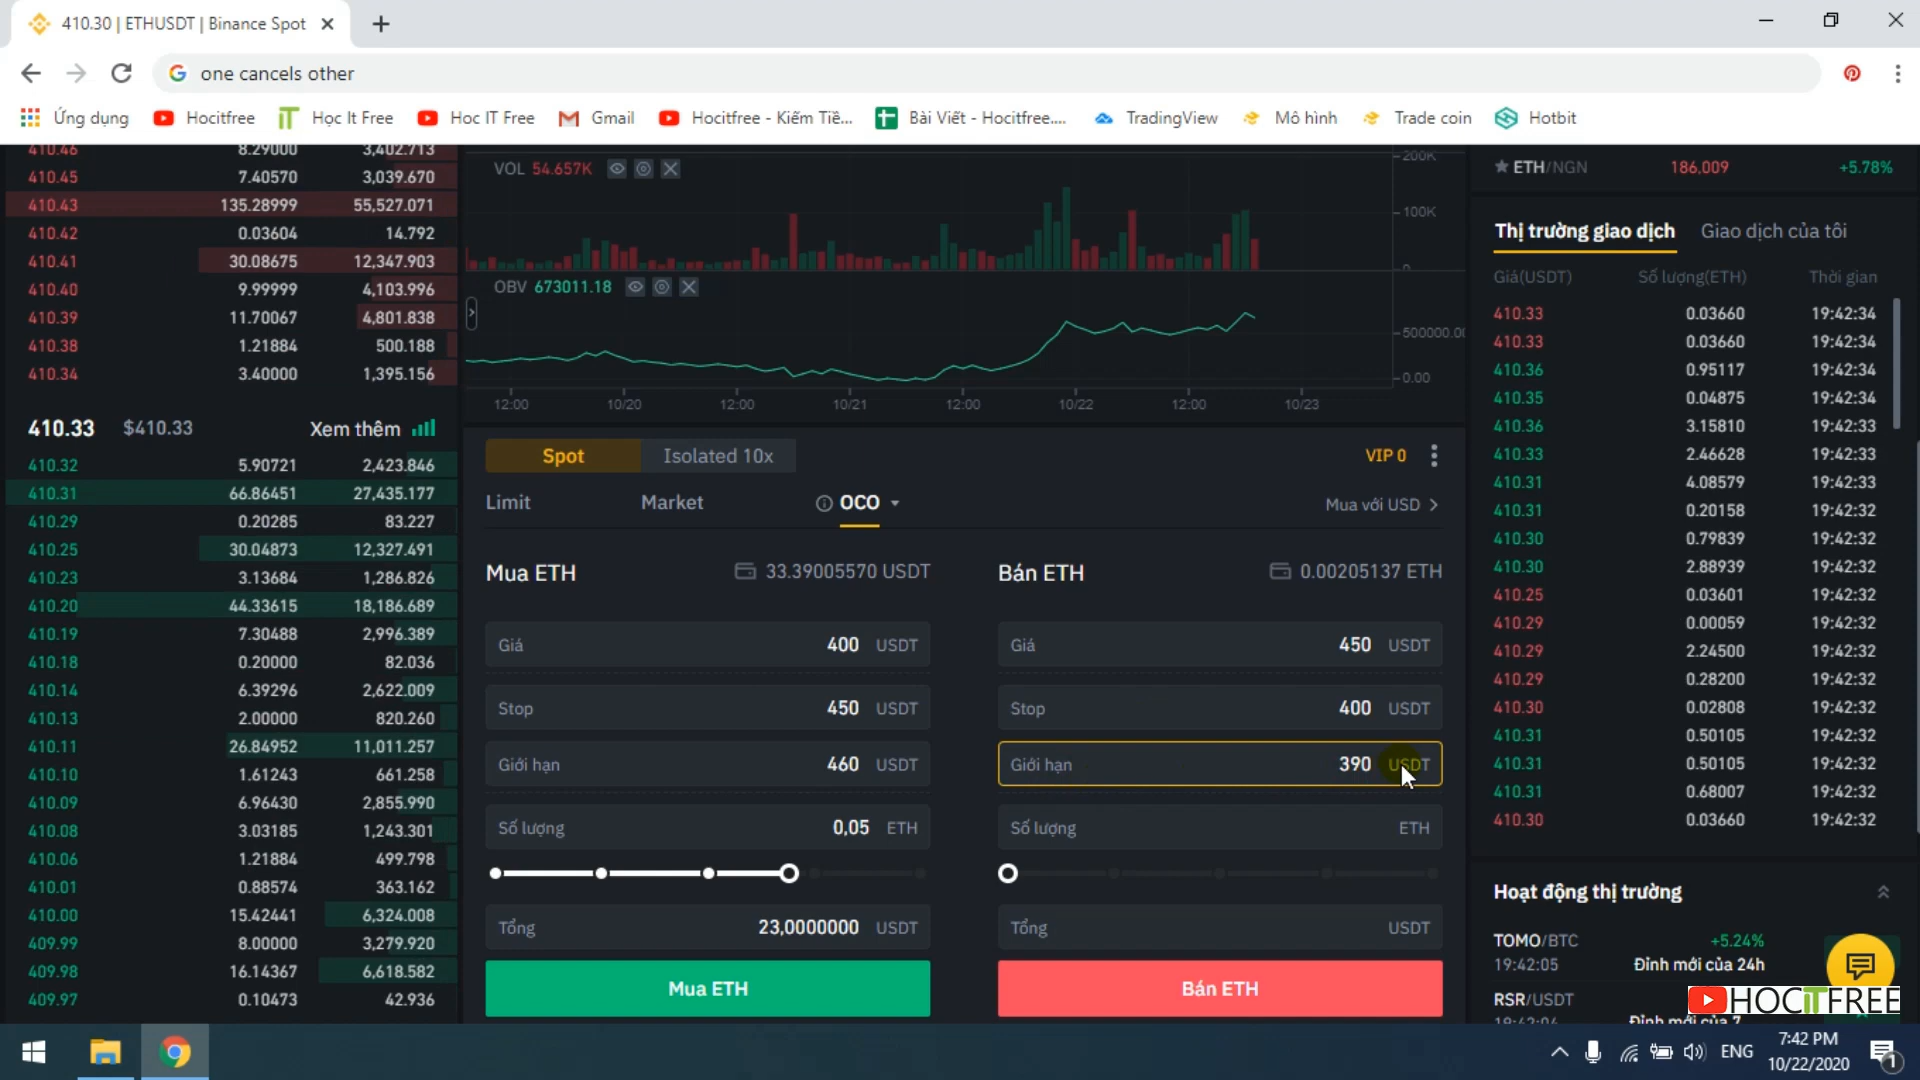 410.30 | ETHUSDT | Binance Spot
one cancels other
Ứng dụng Hocitfree Học It Free Hoc IT Free Gmail Hocitfree - Kiếm Tiề... Bài Viết - Hocitfree.... TradingView Mô hình Trade coin Hotbit
410.46 8.29000 3,402.713
410.45 7.40570 3,039.670
410.43 135.28999 55,527.071
410.42 0.03604 14.792
410.41 30.08675 12,347.903
410.40 9.99999 4,103.996
410.39 11.70067 4,801.838
410.38 1.21884 500.188
410.34 3.40000 1,395.156
410.33 $410.33 Xem thêm
410.32 5.90721 2,423.846
410.31 66.86451 27,435.177
410.29 0.20285 83.227
410.25 30.04873 12,327.491
410.23 3.13684 1,286.826
410.20 44.33615 18,186.689
410.19 7.30488 2,996.389
410.18 0.20000 82.036
410.14 6.39296 2,622.009
410.13 2.00000 820.260
410.11 26.84952 11,011.257
410.10 1.61243 661.258
410.09 6.96430 2,855.990
410.08 3.03185 1,243.301
410.06 1.21884 499.798
410.01 0.88574 363.162
410.00 15.42441 6,324.008
409.99 8.00000 3,279.920
409.98 16.14367 6,618.582
409.97 0.10473 42.936
VOL 54.657K
200K
100K
0
OBV 673011.18
500000.00
0.00
12:00 10/20 12:00 10/21 12:00 10/22 12:00 10/23
Spot Isolated 10x VIP 0
Limit Market OCO Mua với USD
Mua ETH 33.39005570 USDT
Giá 400 USDT
Stop 450 USDT
Giới hạn 460 USDT
Số lượng 0,05 ETH
Tổng 23,0000000 USDT
Mua ETH
Bán ETH 0.00205137 ETH
Giá 450 USDT
Stop 400 USDT
Giới hạn 390 USDT
Số lượng ETH
Tổng USDT
Bán ETH
ETH/NGN 186,009 +5.78%
Thị trường giao dịch Giao dịch của tôi
Giá(USDT) Số lượng(ETH) Thời gian
410.33 0.03660 19:42:34
410.33 0.03660 19:42:34
410.36 0.95117 19:42:34
410.35 0.04875 19:42:34
410.36 3.15810 19:42:33
410.33 2.46628 19:42:33
410.31 4.08579 19:42:33
410.31 0.20158 19:42:32
410.30 0.79839 19:42:32
410.30 2.88939 19:42:32
410.25 0.03601 19:42:32
410.29 0.00059 19:42:32
410.29 2.24500 19:42:32
410.29 0.28200 19:42:32
410.30 0.02808 19:42:32
410.31 0.50105 19:42:32
410.31 0.50105 19:42:32
410.31 0.68007 19:42:32
410.30 0.03660 19:42:32
Hoạt động thị trường
TOMO/BTC +5.24%
19:42:05 Đỉnh mới của 24h
RSR/USDT
19:42:04 Đỉnh mới của 7
HOCITFREE
ENG
7:42 PM
10/22/2020
1